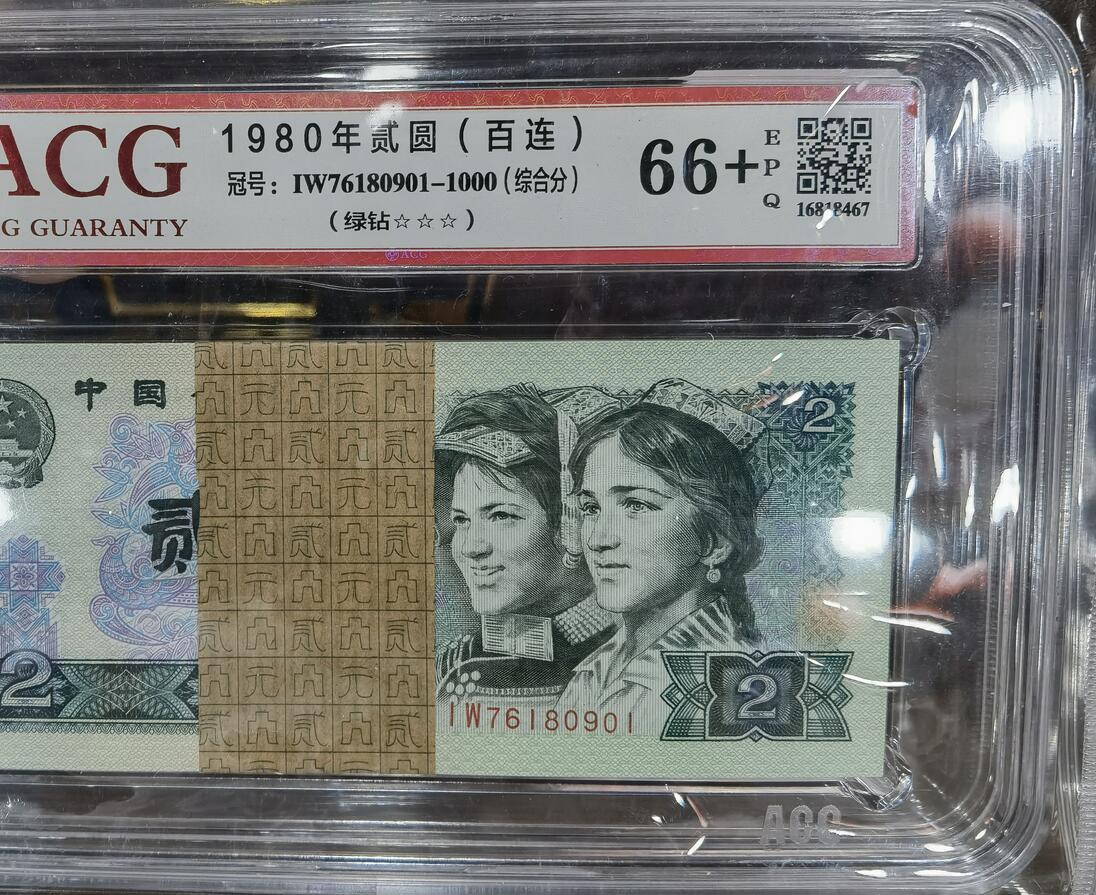 ACG
G GUARANTY
1980年贰圆（百连）
冠号：IW76180901-1000(综合分)
（绿钻☆☆☆）
66+
E
P
Q
16818467
ACG
中国
贰
2
2
2
IW76180901
ACG